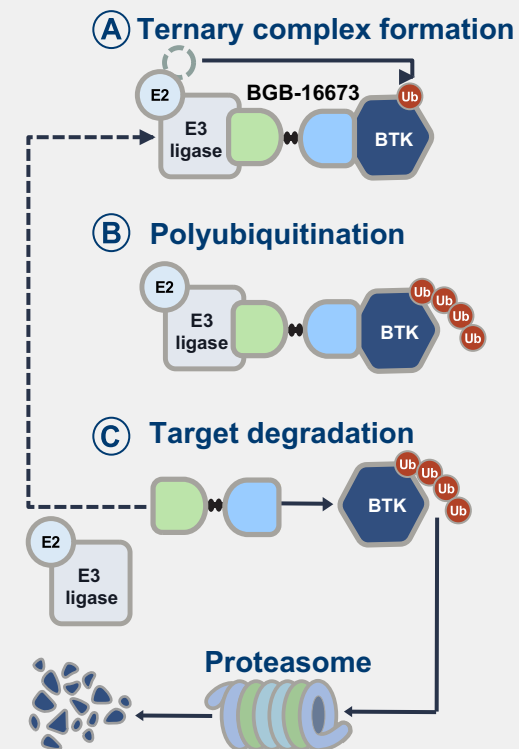 A Ternary complex formation
E2
BGB-16673
Ub
E3
ligase
BTK
B Polyubiquitination
E2
Ub
Ub
Ub
Ub
E3
ligase
BTK
C Target degradation
Ub
Ub
Ub
Ub
BTK
E2
E3
ligase
Proteasome